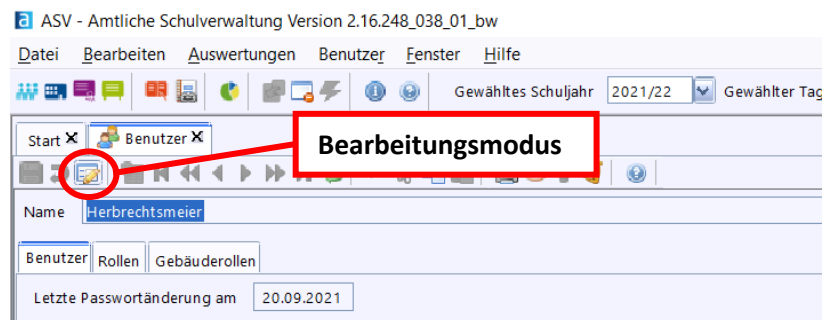 ASV - Amtliche Schulverwaltung Version 2.16.248_038_01_bw
Datei Bearbeiten Auswertungen Benutzer Fenster Hilfe
Gewähltes Schuljahr 2021/22 Gewählter Tag
Start Benutzer
Bearbeitungsmodus
Name Herbrechtsmeier
Benutzer Rollen Gebäuderollen
Letzte Passwortänderung am 20.09.2021